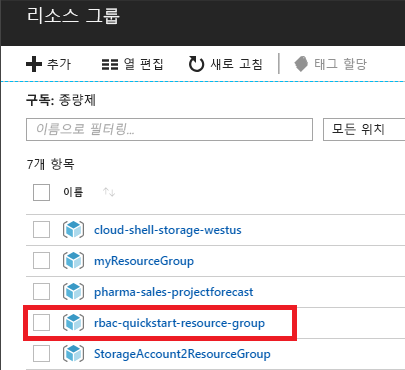 리소스 그룹
추가 열 편집 새로 고침 태그 할당
구독: 종량제
이름으로 필터링... 모든 위치
7개 항목
이름
cloud-shell-storage-westus
myResourceGroup
pharma-sales-projectforecast
rbac-quickstart-resource-group
StorageAccount2ResourceGroup